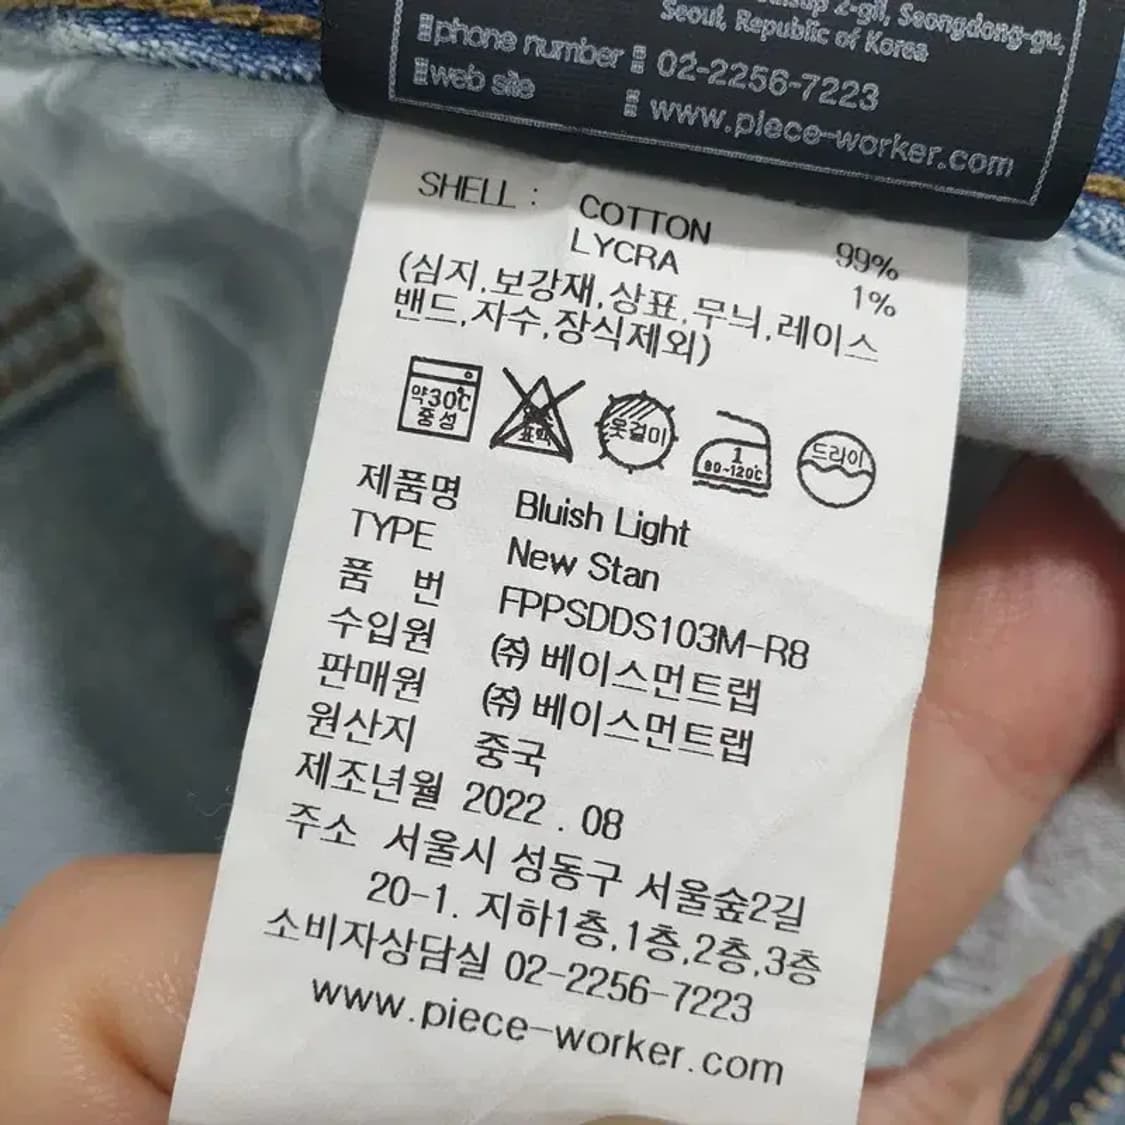 2-gil, Seongdong-gu,
Seoul, Republic of Korea
phone number : 02-2256-7223
web site : www.piece-worker.com
SHELL : COTTON 99%
LYCRA 1%
(심지,보강재,상표,무늬,레이스
밴드,자수,장식제외)
약30℃
중성
표백
옷걸이
1
80~120℃
드라이
제품명 Bluish Light
TYPE New Stan
품 번 FPPSDDS103M-R8
수입원 ㈜ 베이스먼트랩
판매원 ㈜ 베이스먼트랩
원산지 중국
제조년월 2022 . 08
주소 서울시 성동구 서울숲2길
20-1. 지하1층,1층,2층,3층
소비자상담실 02-2256-7223
www.piece-worker.com